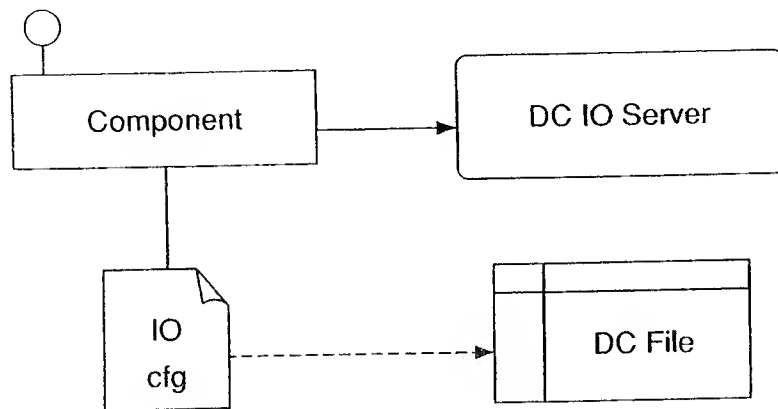 Component
DC IO Server
IO
cfg
DC File